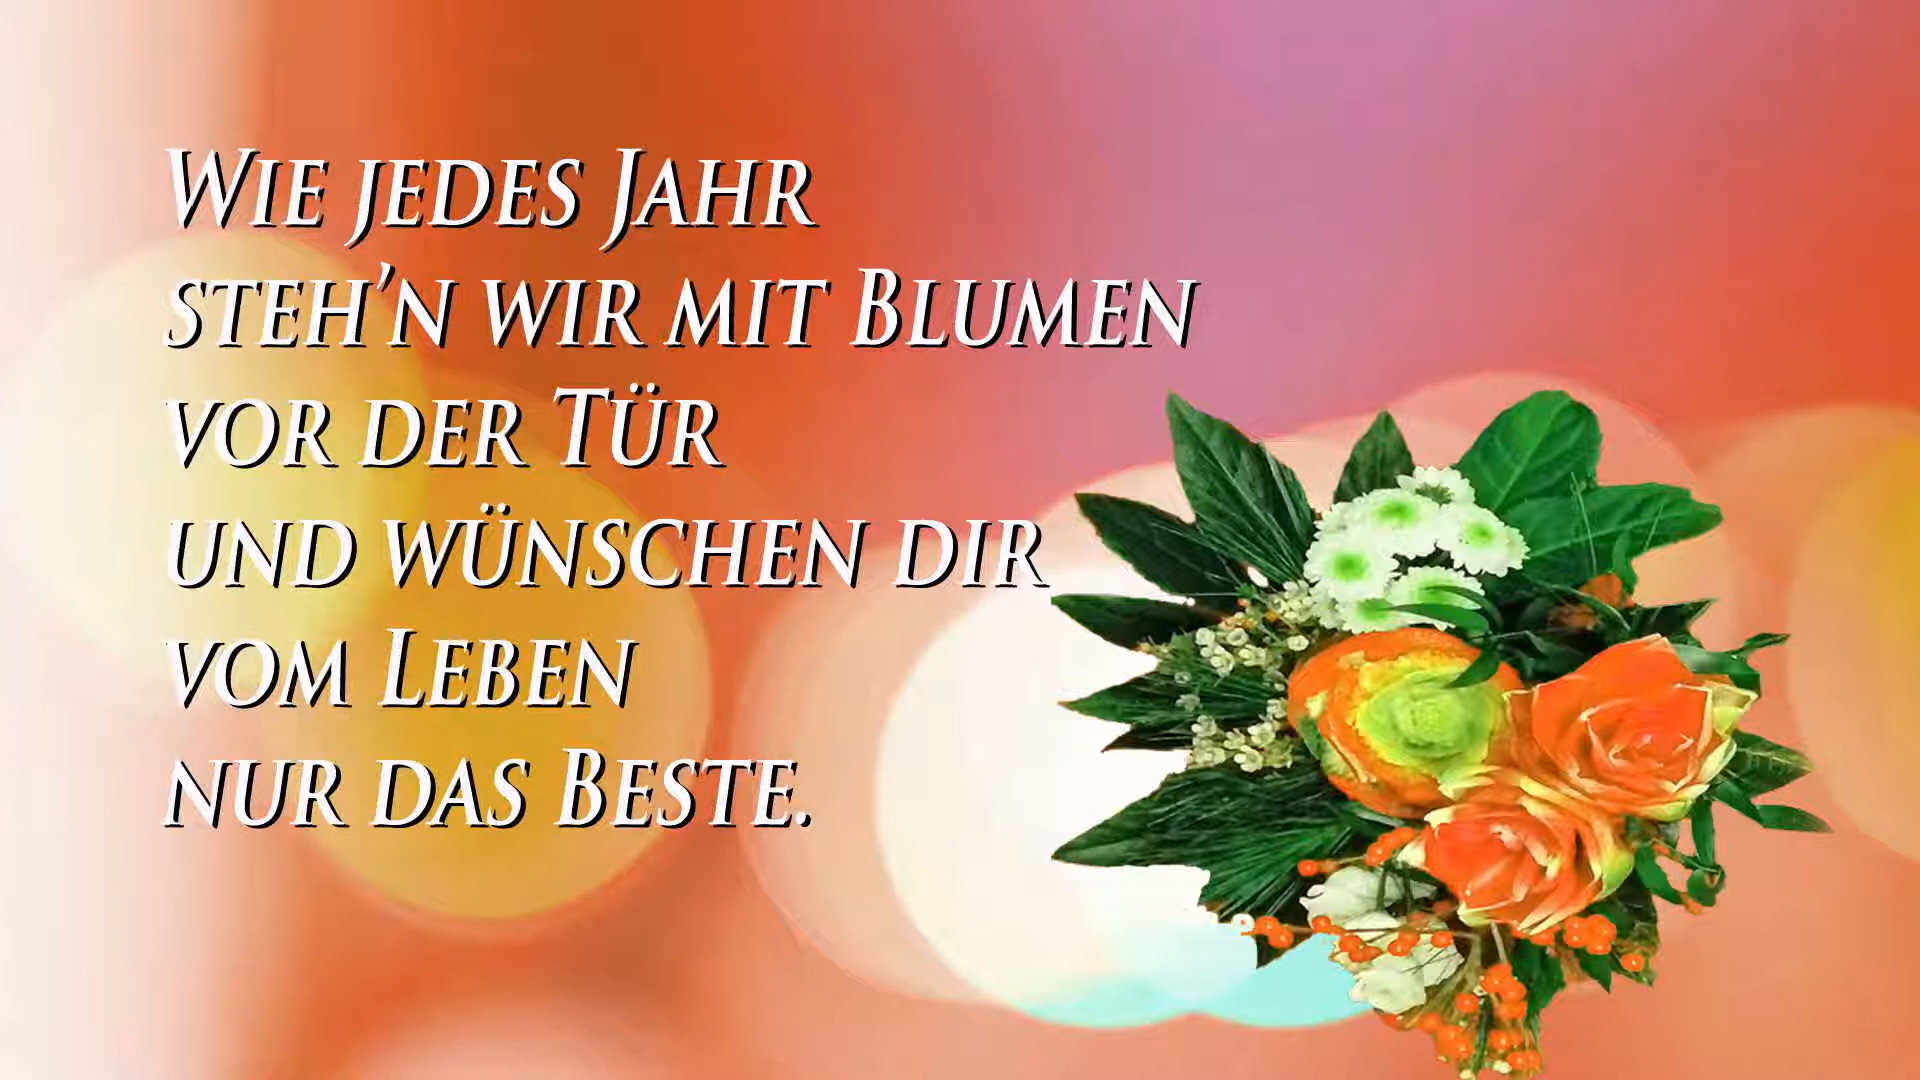 Wie jedes Jahr
steh'n wir mit Blumen
vor der Tür
und wünschen dir
vom Leben
nur das Beste.